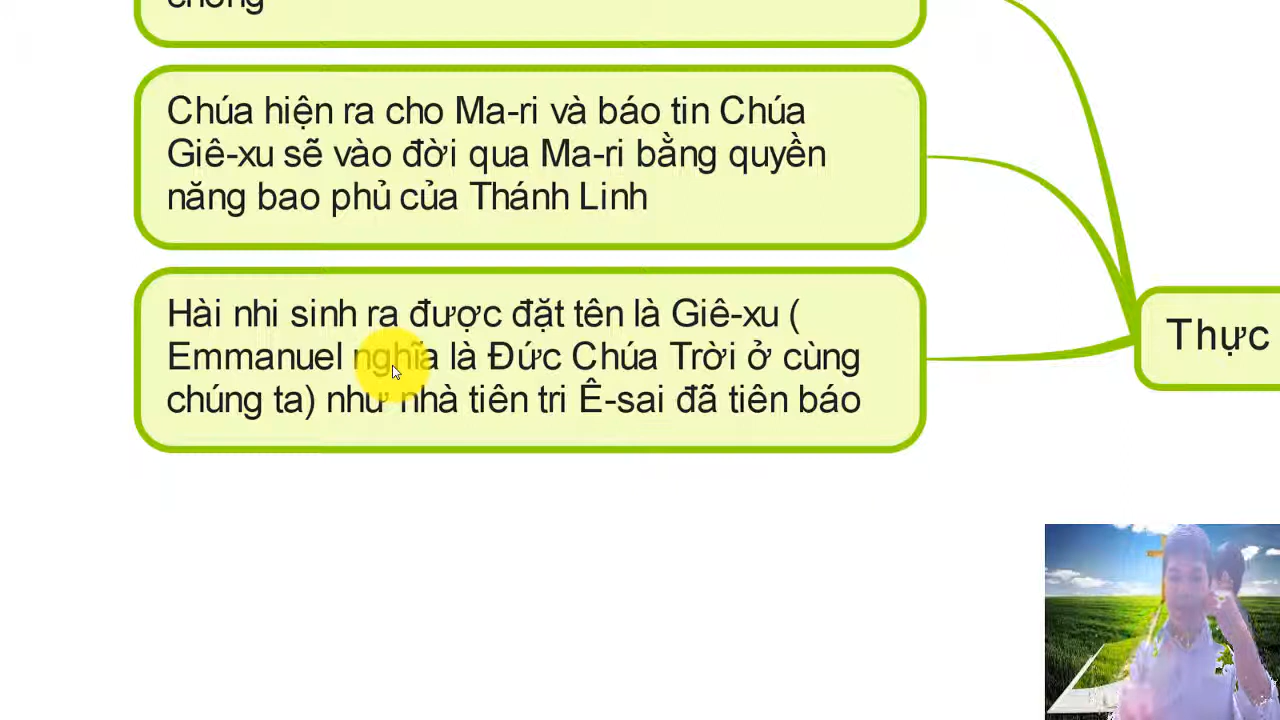 chồng
Chúa hiện ra cho Ma-ri và báo tin Chúa
Giê-xu sẽ vào đời qua Ma-ri bằng quyền
năng bao phủ của Thánh Linh
Hài nhi sinh ra được đặt tên là Giê-xu (
Emmanuel nghĩa là Đức Chúa Trời ở cùng
chúng ta) như nhà tiên tri Ê-sai đã tiên báo
Thực